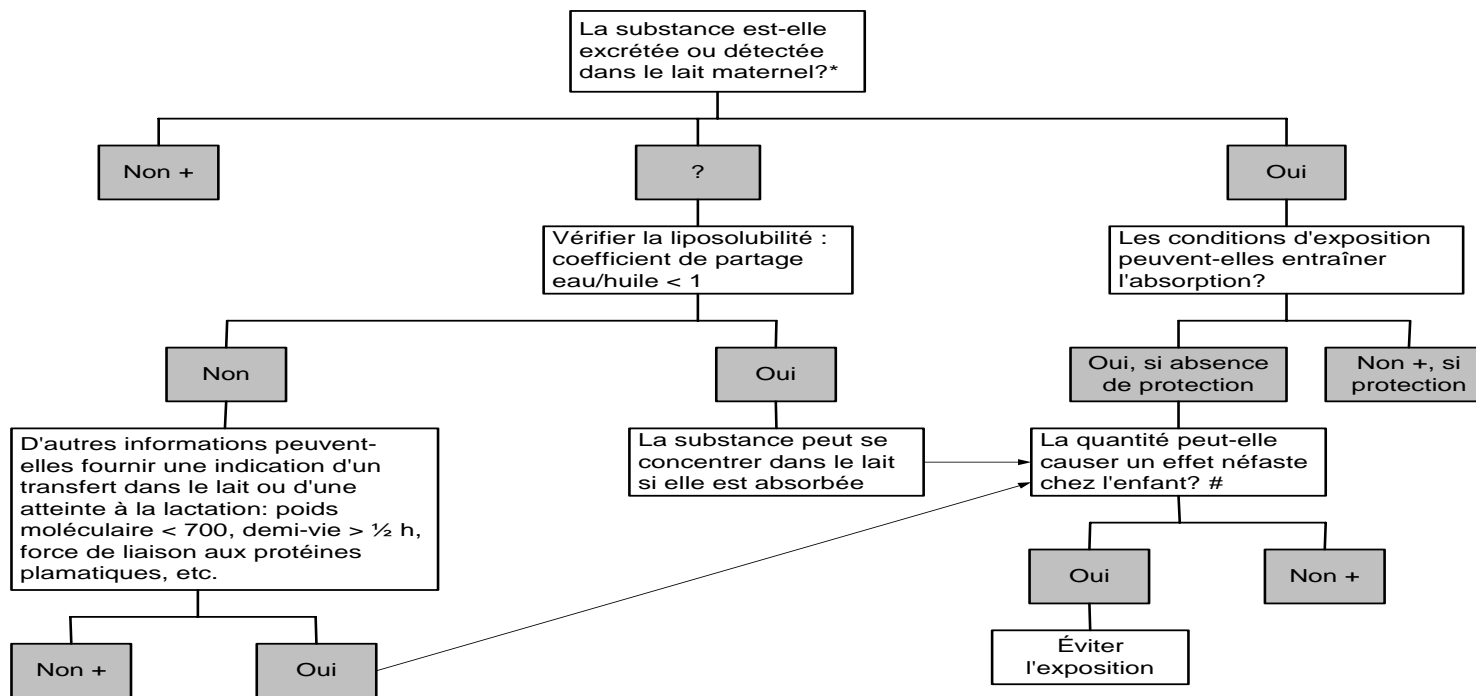 La substance est-elle
excrétée ou détectée
dans le lait maternel?*
Non +
?
Oui
Vérifier la liposolubilité :
coefficient de partage
eau/huile < 1
Les conditions d'exposition
peuvent-elles entraîner
l'absorption?
Non
Oui
Oui, si absence
de protection
Non +, si
protection
D'autres informations peuvent-
elles fournir une indication d'un
transfert dans le lait ou d'une
atteinte à la lactation: poids
moléculaire < 700, demi-vie > ½ h,
force de liaison aux protéines
plamatiques, etc.
La substance peut se
concentrer dans le lait
si elle est absorbée
La quantité peut-elle
causer un effet néfaste
chez l'enfant? #
Oui
Non +
Non +
Oui
Éviter
l'exposition